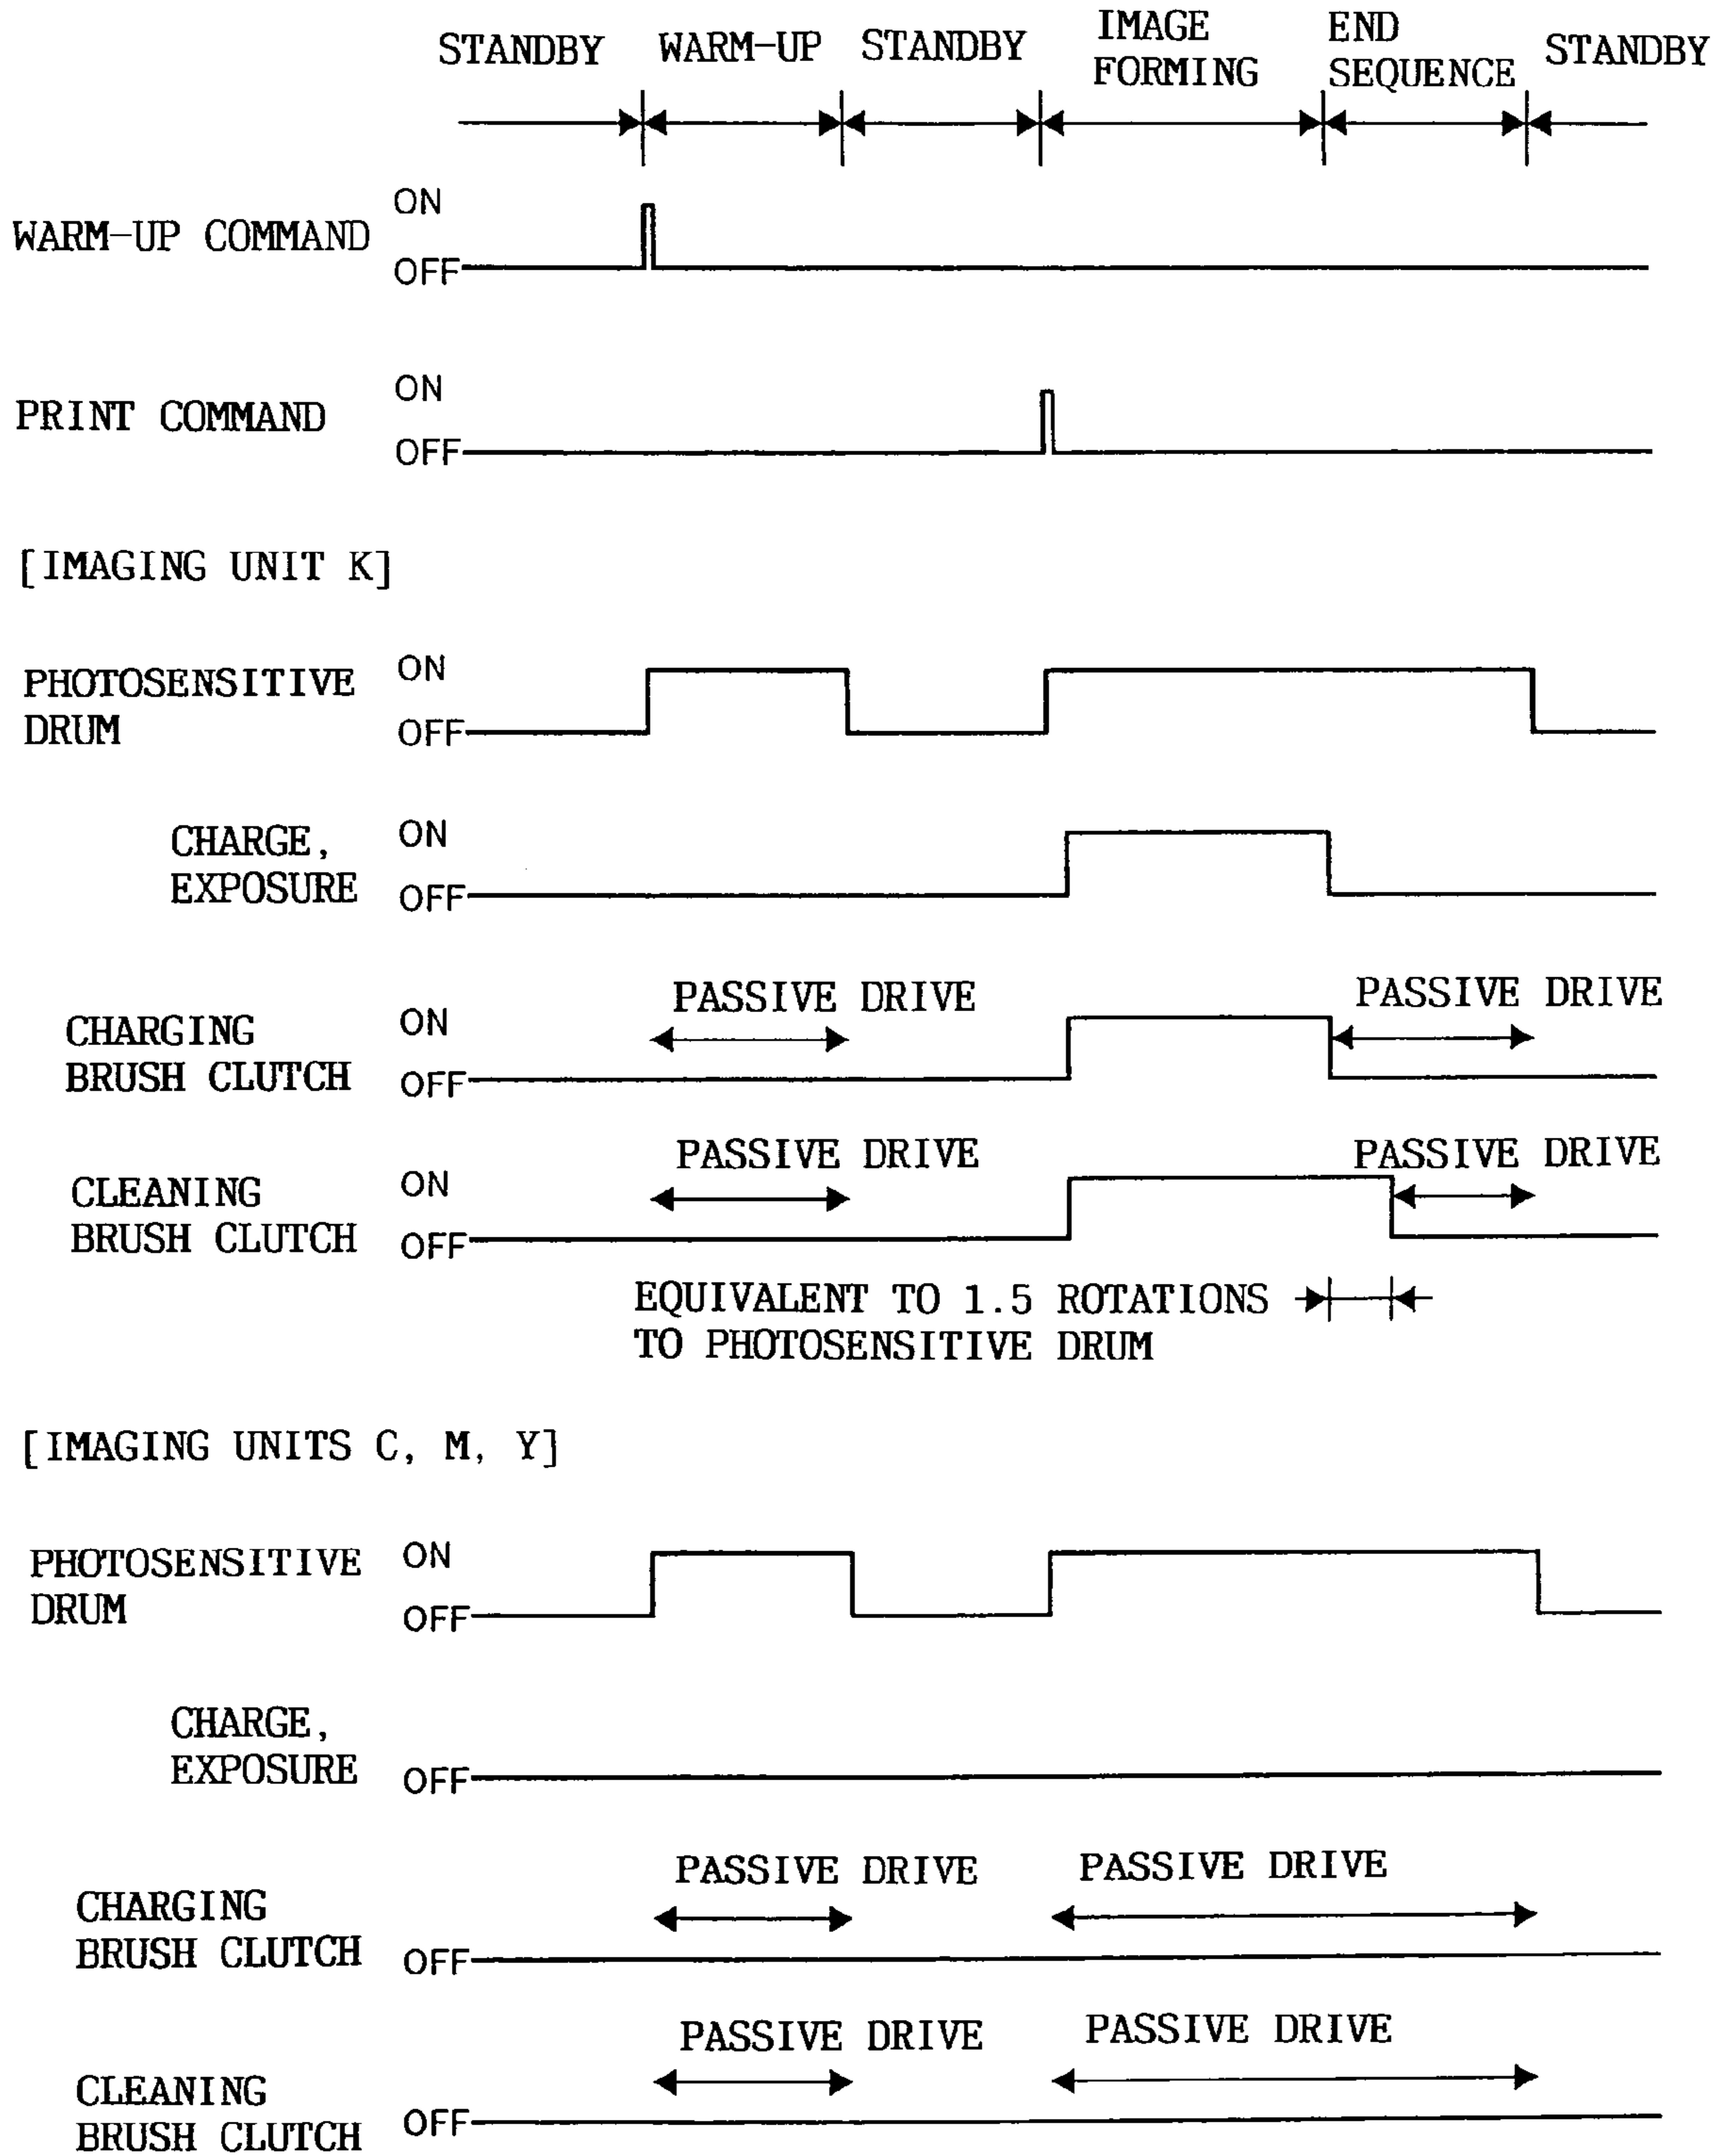 STANDBY WARM-UP STANDBY IMAGE FORMING END SEQUENCE STANDBY
WARM-UP COMMAND ON OFF
PRINT COMMAND ON OFF
[IMAGING UNIT K]
PHOTOSENSITIVE ON
DRUM OFF
CHARGE, ON
EXPOSURE OFF
PASSIVE DRIVE PASSIVE DRIVE
CHARGING ON
BRUSH CLUTCH OFF
PASSIVE DRIVE PASSIVE DRIVE
CLEANING ON
BRUSH CLUTCH OFF
EQUIVALENT TO 1.5 ROTATIONS
TO PHOTOSENSITIVE DRUM
[IMAGING UNITS C, M, Y]
PHOTOSENSITIVE ON
DRUM OFF
CHARGE,
EXPOSURE OFF
PASSIVE DRIVE PASSIVE DRIVE
CHARGING
BRUSH CLUTCH OFF
PASSIVE DRIVE PASSIVE DRIVE
CLEANING
BRUSH CLUTCH OFF